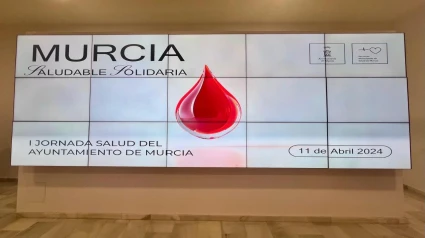 MURCIA
SALUDABLE SOLIDARIA
I JORNADA SALUD DEL
AYUNTAMIENTO DE MURCIA
11 de Abril 2024